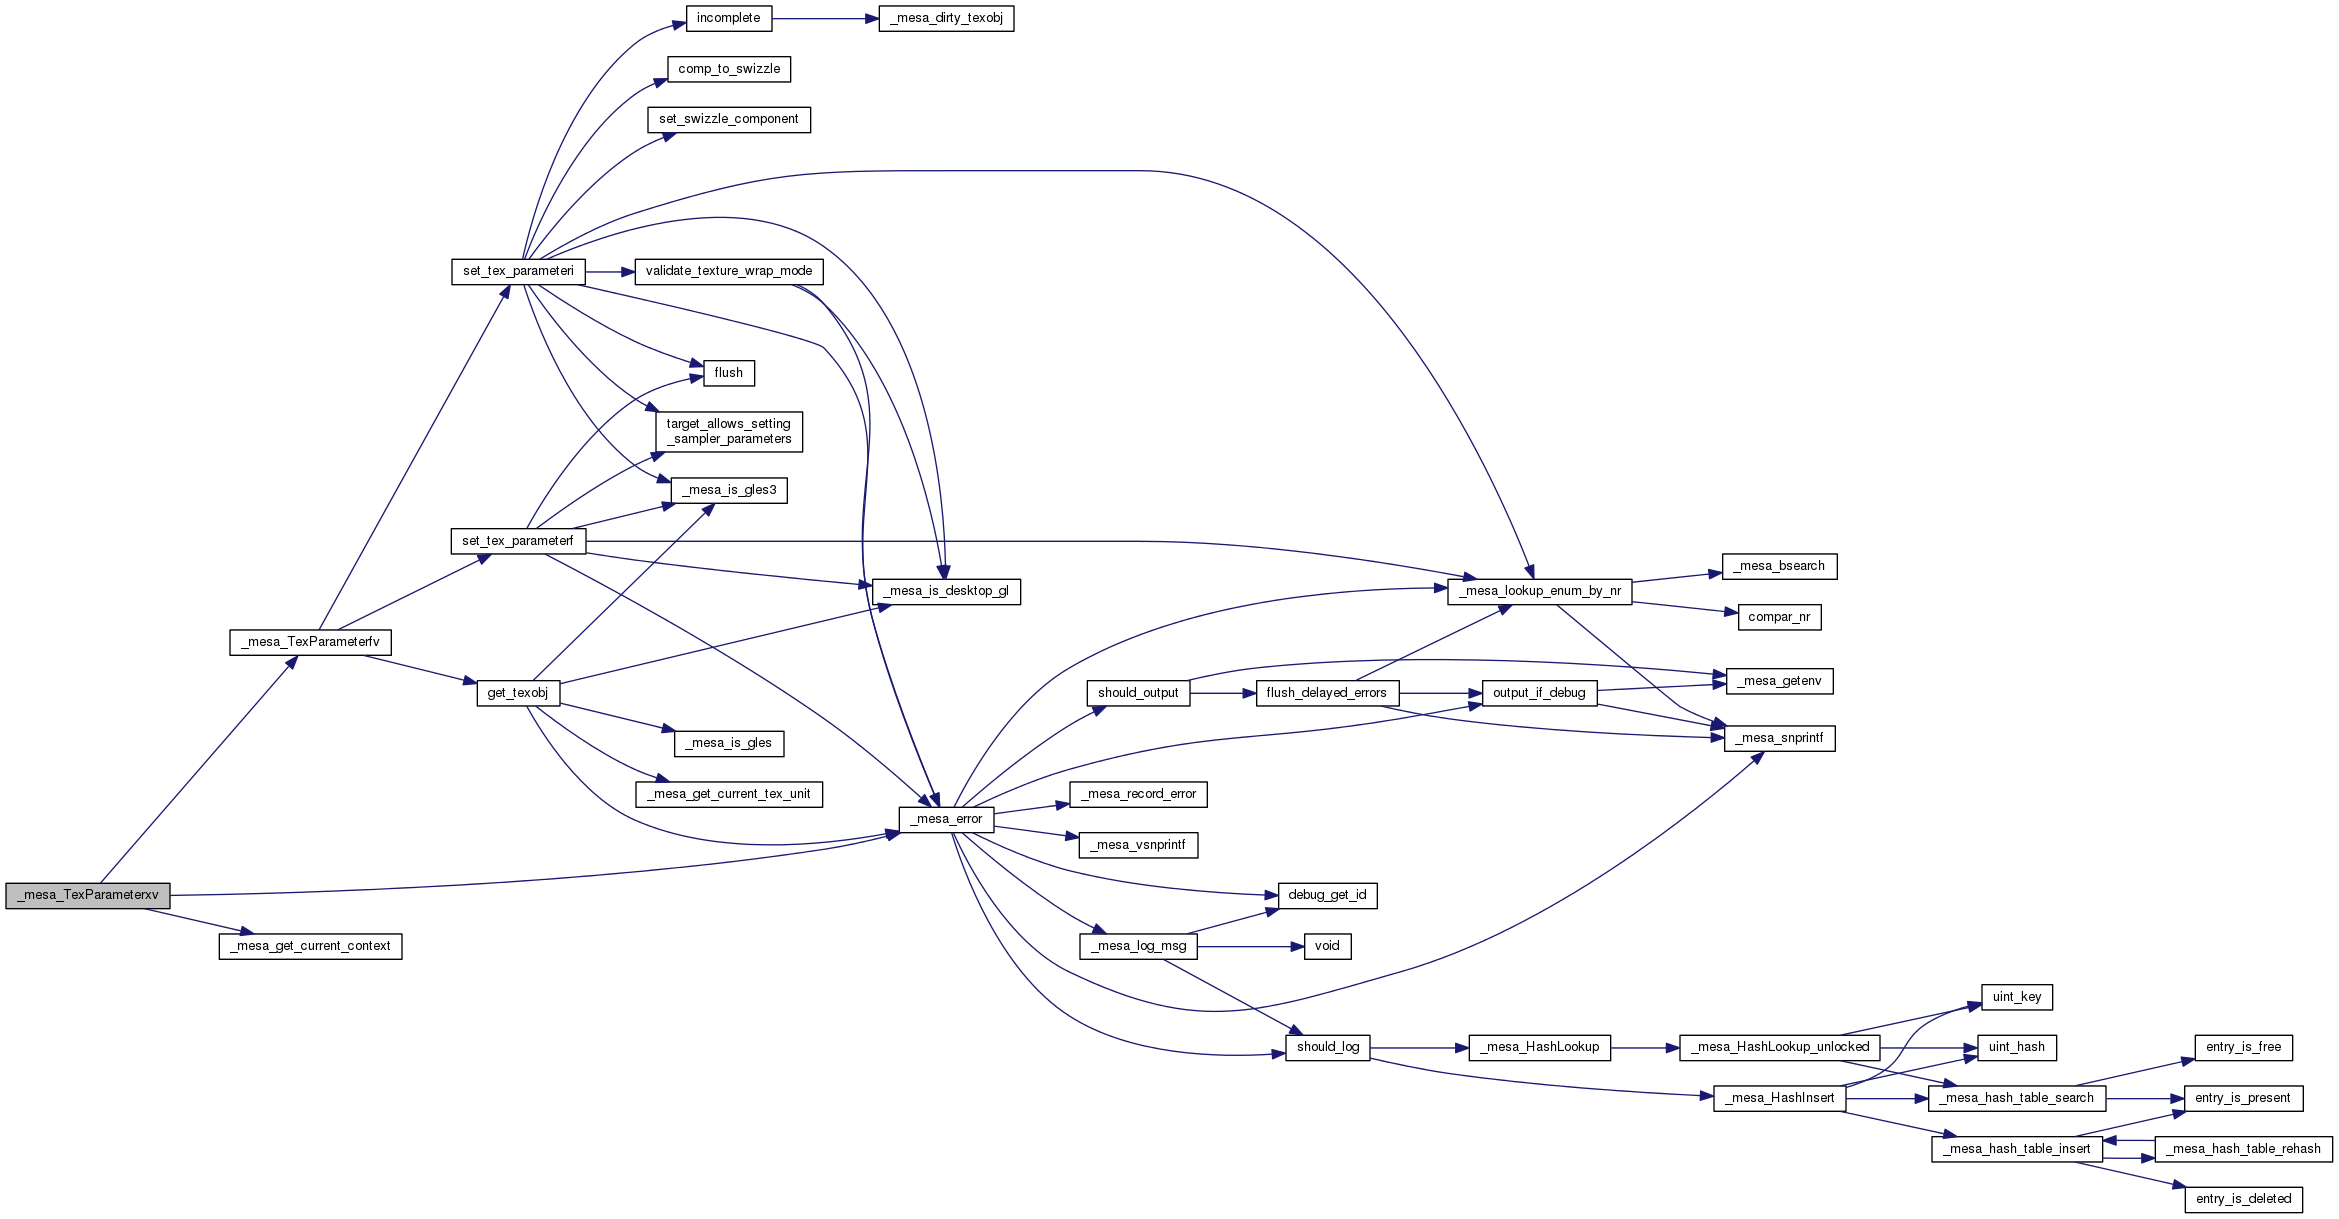 incomplete
_mesa_dirty_texobj
comp_to_swizzle
set_swizzle_component
set_tex_parameteri
validate_texture_wrap_mode
flush
target_allows_setting
_sampler_parameters
_mesa_is_gles3
set_tex_parameterf
_mesa_is_desktop_gl
_mesa_lookup_enum_by_nr
_mesa_bsearch
compar_nr
_mesa_TexParameterfv
get_texobj
should_output
flush_delayed_errors
output_if_debug
_mesa_getenv
_mesa_is_gles
_mesa_snprintf
_mesa_get_current_tex_unit
_mesa_record_error
_mesa_error
_mesa_vsnprintf
_mesa_TexParameterxv
debug_get_id
_mesa_get_current_context
_mesa_log_msg
void
uint_key
should_log
_mesa_HashLookup
_mesa_HashLookup_unlocked
uint_hash
entry_is_free
_mesa_HashInsert
_mesa_hash_table_search
entry_is_present
_mesa_hash_table_insert
_mesa_hash_table_rehash
entry_is_deleted